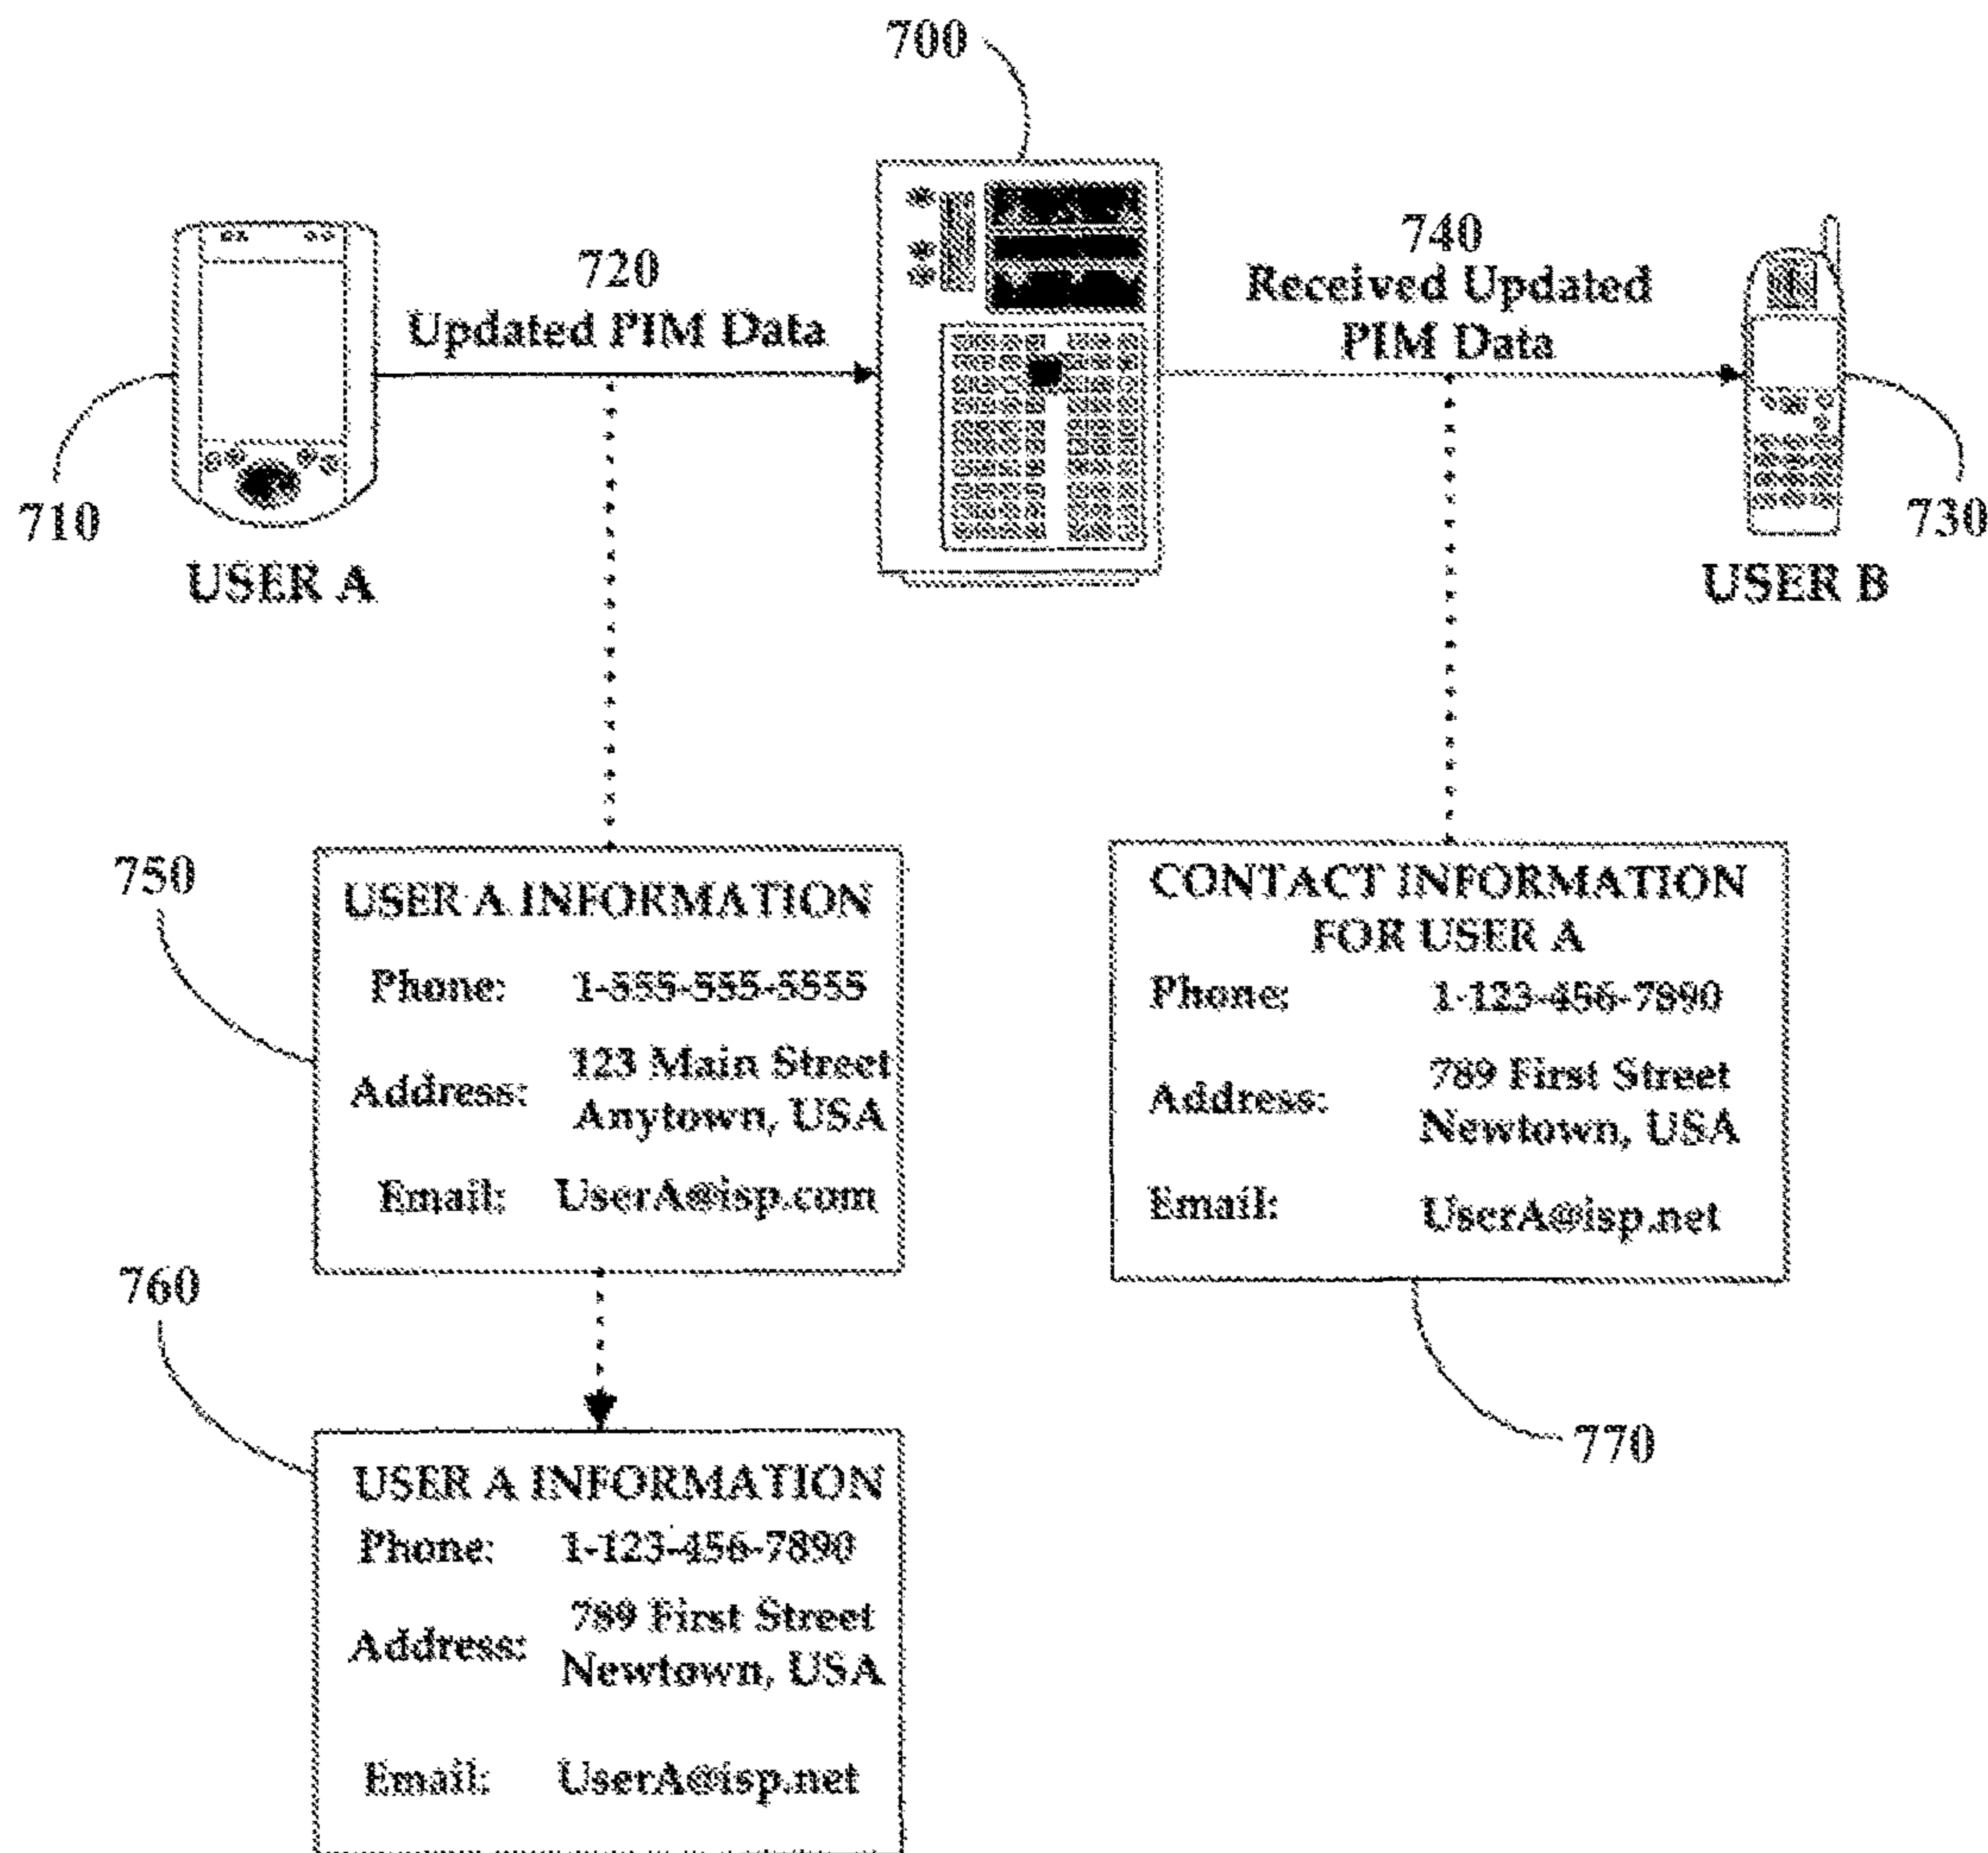 700
720
Updated PIM Data
740
Received Updated
PIM Data
710
USER A
730
USER B
750
USER A INFORMATION
Phone: 1-555-555-5555
Address: 123 Main Street
Anytown, USA
Email: UserA@isp.com
CONTACT INFORMATION
FOR USER A
Phone: 1-123-456-7890
Address: 789 First Street
Newtown, USA
Email: UserA@isp.net
770
760
USER A INFORMATION
Phone: 1-123-456-7890
Address: 789 First Street
Newtown, USA
Email: UserA@isp.net